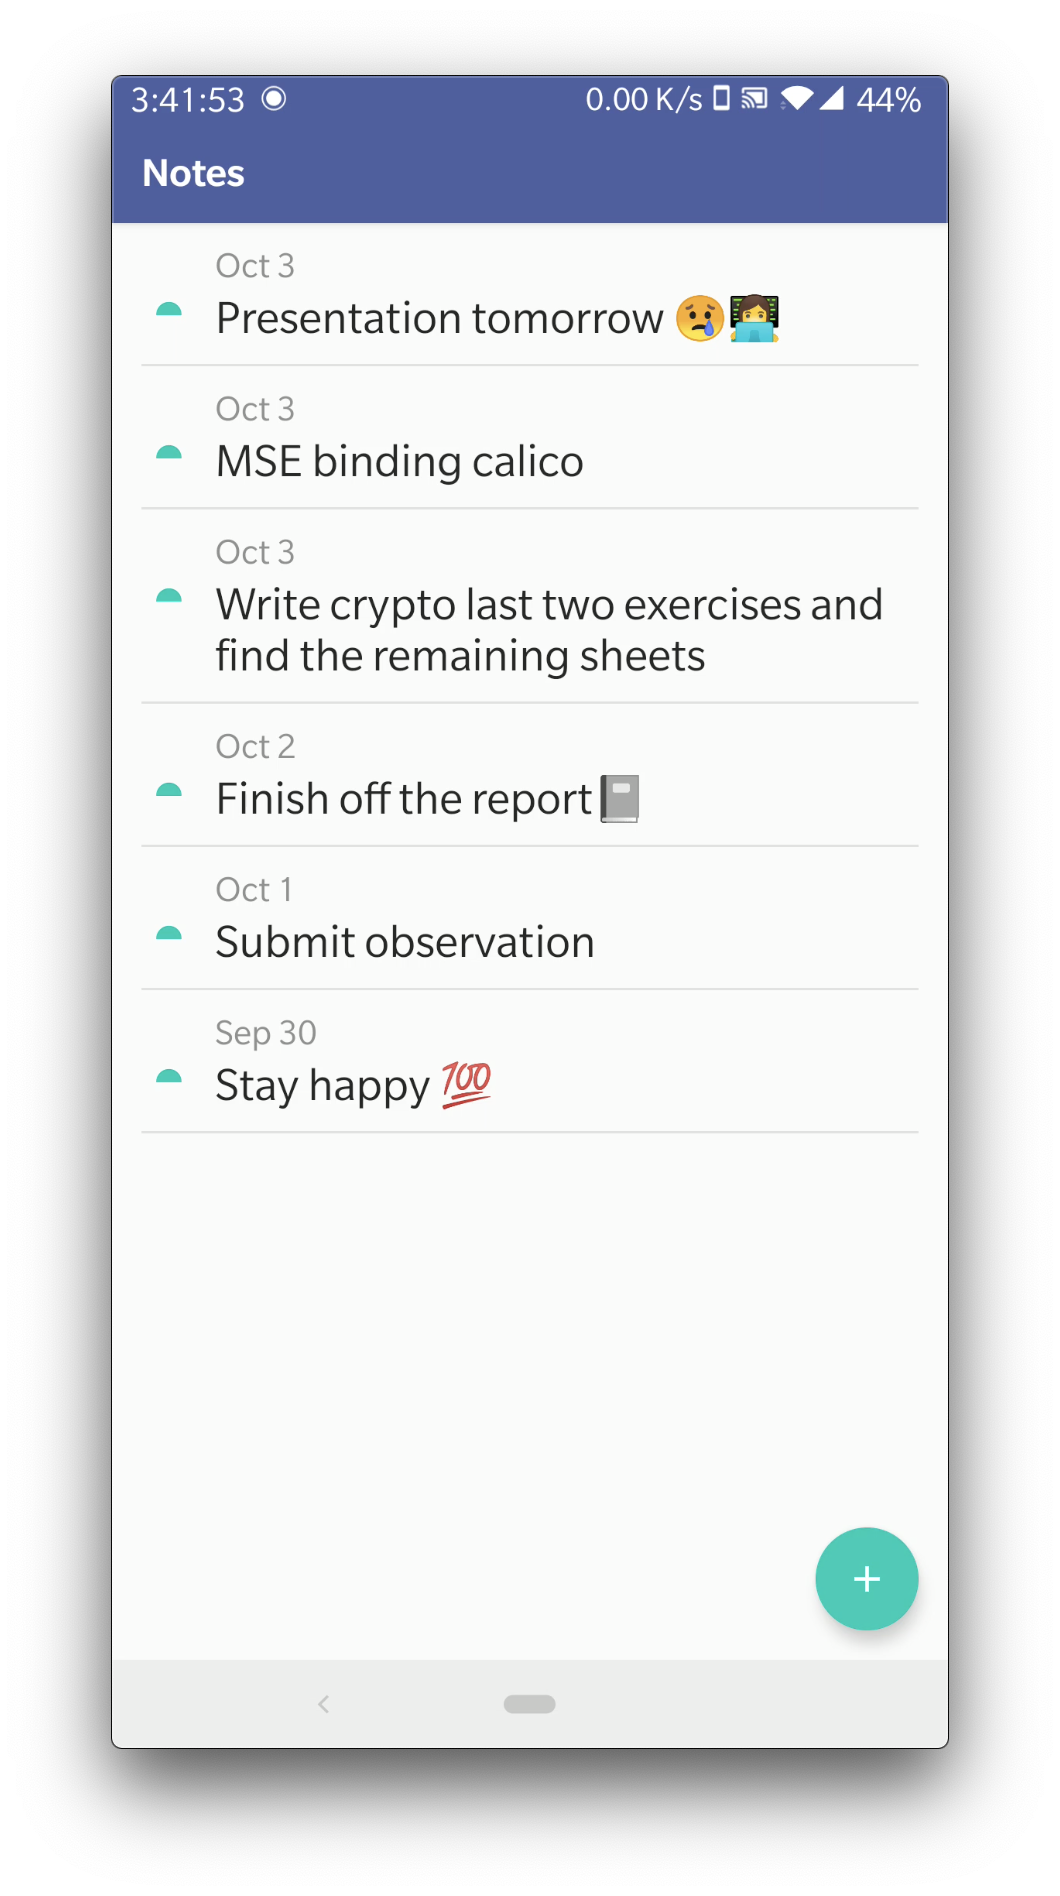 3:41:53 0.00 K/s 44%
Notes
Oct 3
Presentation tomorrow 😢👩‍💻
Oct 3
MSE binding calico
Oct 3
Write crypto last two exercises and
find the remaining sheets
Oct 2
Finish off the report📓
Oct 1
Submit observation
Sep 30
Stay happy 💯
+